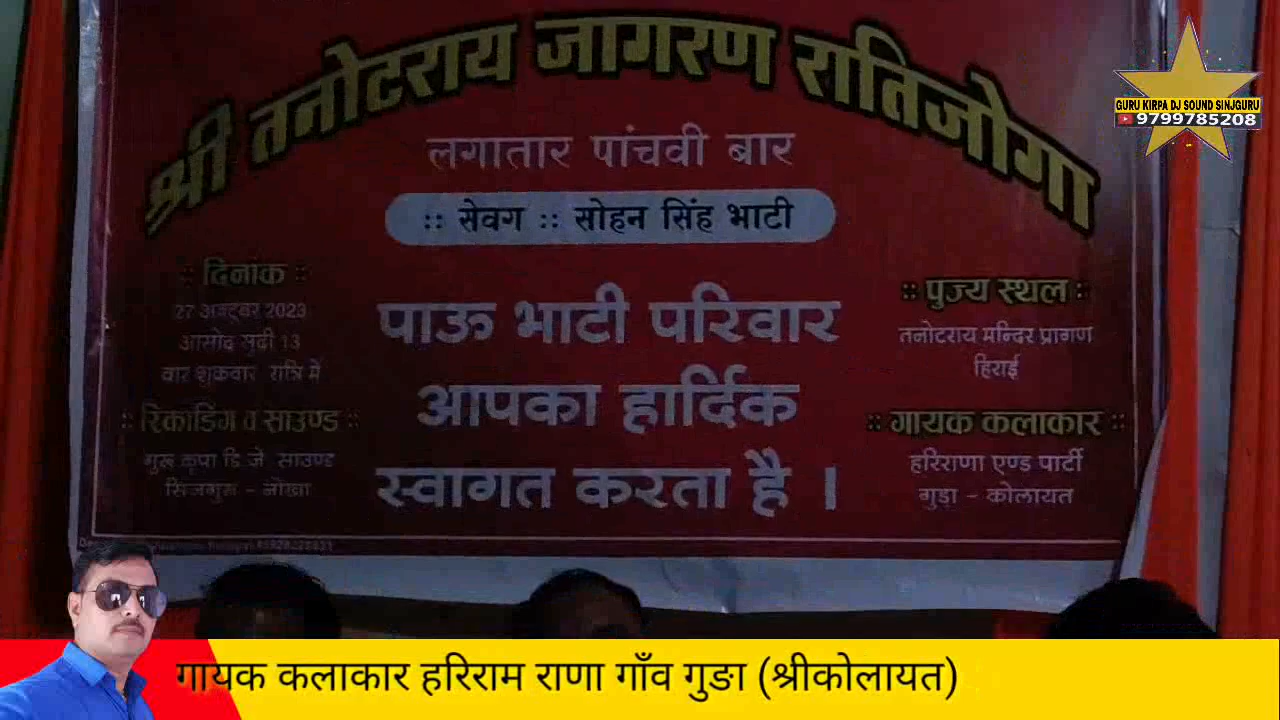 श्री तनोटराय जागरण रातिजोगा
लगातार पांचवी बार
:: सेवग :: सोहन सिंह भाटी
:: दिनांक ::
27 अक्टूबर 2023
आसोद सुदी 13
वार शुक्रवार रात्रि में
:: रिकाडिंग व साउण्ड ::
गुरू कृपा डि.जे. साउण्ड
सिंजगुरू - नोखा
पाऊ भाटी परिवार
आपका हार्दिक
स्वागत करता है ।
:: पुज्य स्थल :
तनोटराय मन्दिर प्रागण
हिराई
:: गायक कलाकार ::
हरिराणा एण्ड पार्टी
गुडा - कोलायत
GURU KIRPA DJ SOUND SINJGURU
9799785208
गायक कलाकार हरिराम राणा गाँव गुङा (श्रीकोलायत)